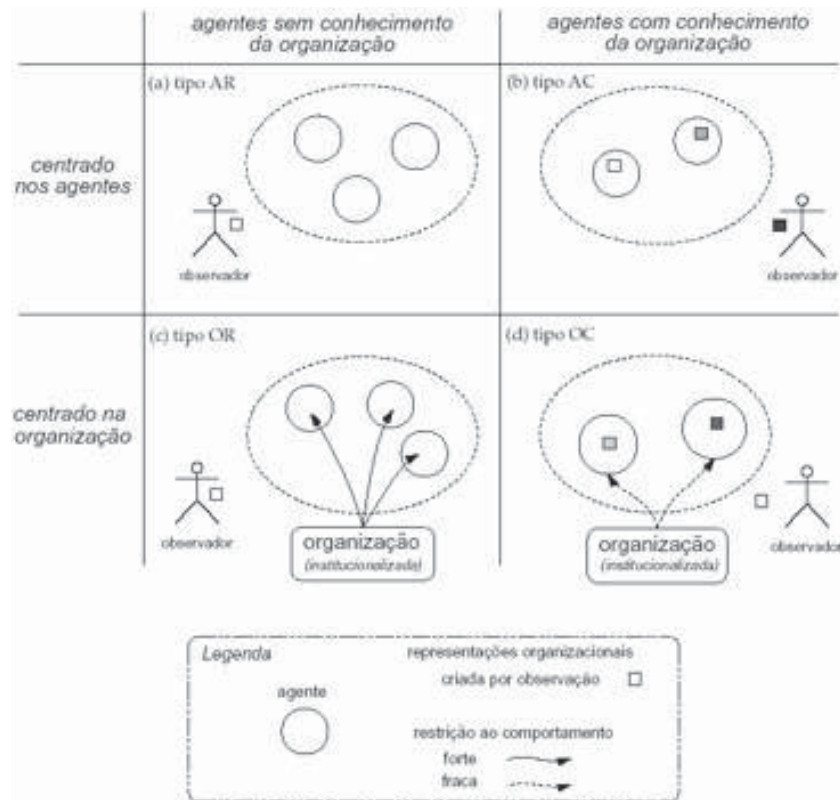 agentes sem conhecimento
da organização
agentes com conhecimento
da organização
(a) tipo AR
(b) tipo AC
centrado
nos agentes
observador
observador
(c) tipo OR
(d) tipo OC
centrado na
organização
observador
organização
(institucionalizada)
organização
(institucionalizada)
observador
Legenda
representações organizacionais
criada por observação
agente
restrição ao comportamento
forte
fraca